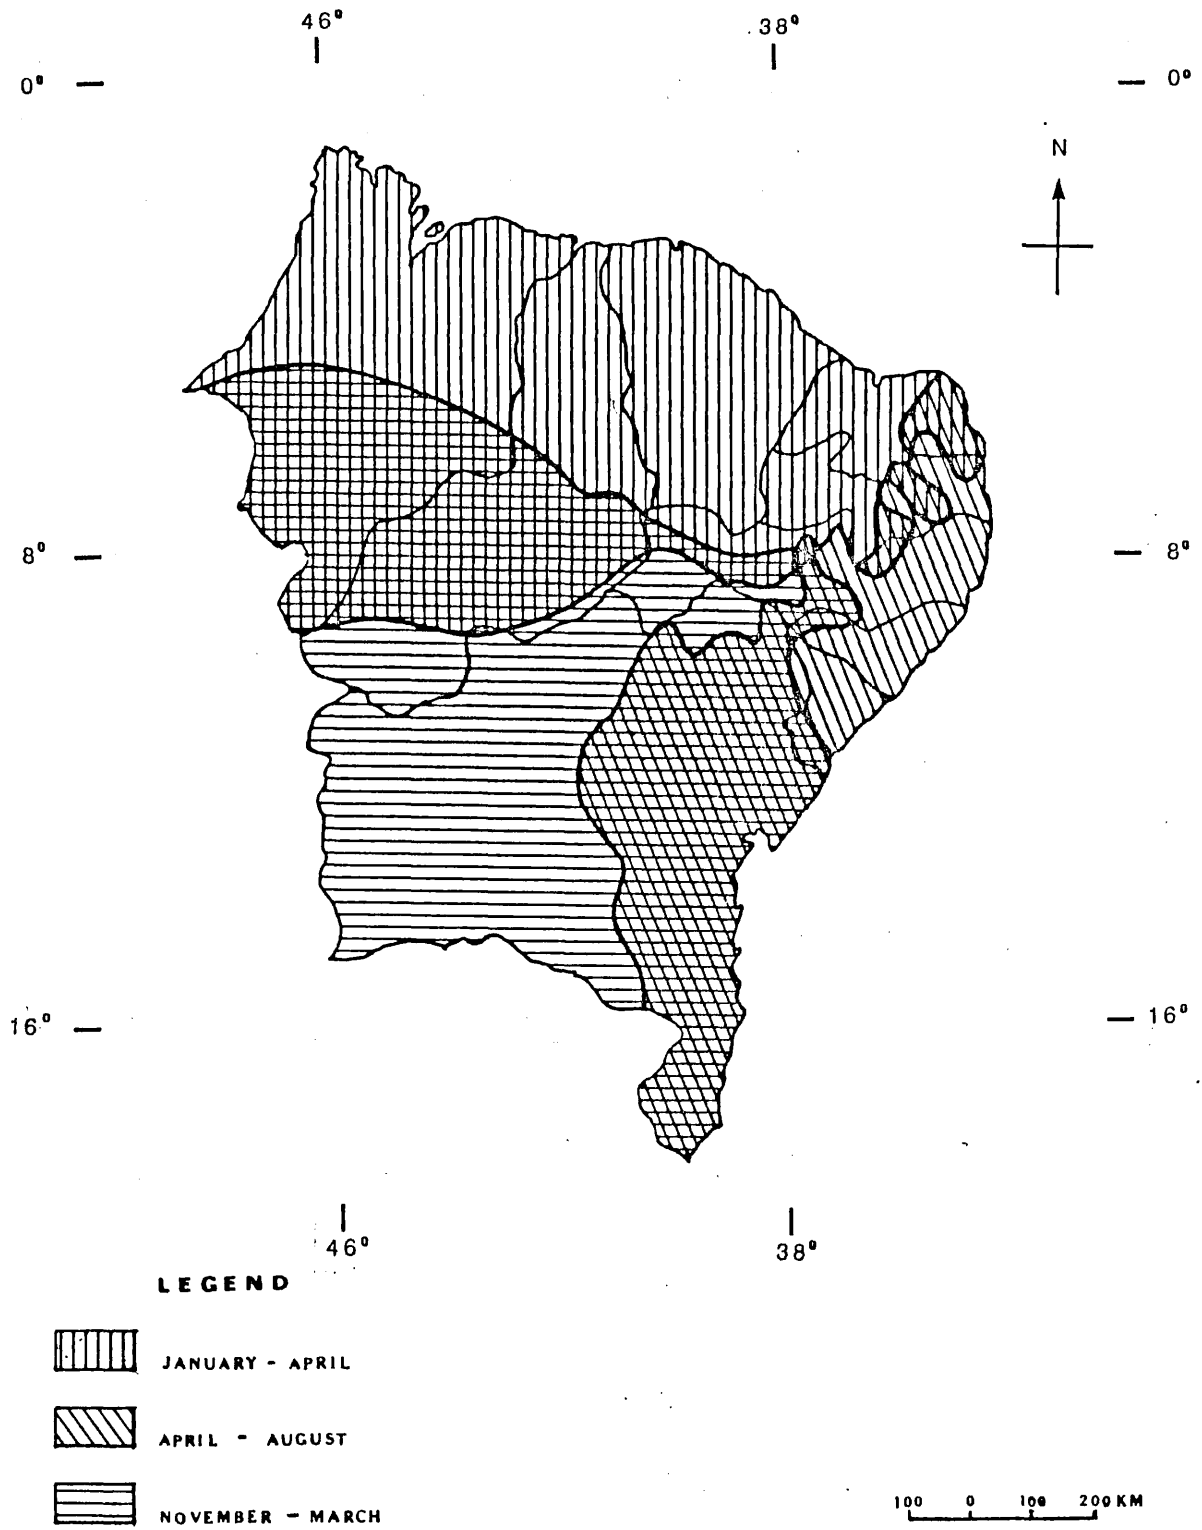 46° 38°
0° 0°
N
8° 8°
16° 16°
46° 38°
LEGEND
JANUARY - APRIL
APRIL - AUGUST
NOVEMBER - MARCH
100 0 100 200 KM